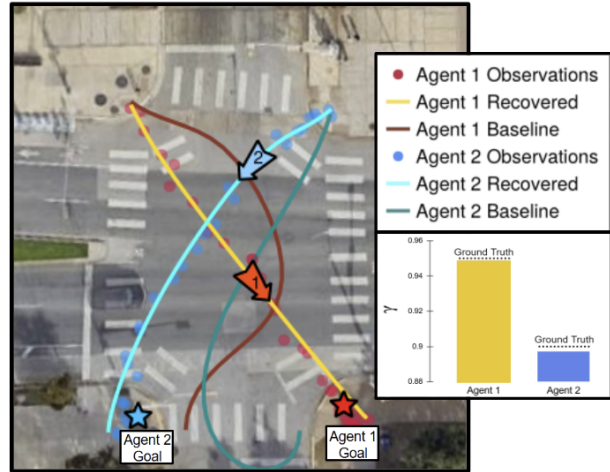 Agent 1 Observations
Agent 1 Recovered
Agent 1 Baseline
Agent 2 Observations
Agent 2 Recovered
Agent 2 Baseline
2
1
Agent 2
Goal
Agent 1
Goal
0.96
Ground Truth
0.94
γ
0.92
Ground Truth
0.9
0.88
Agent 1
Agent 2